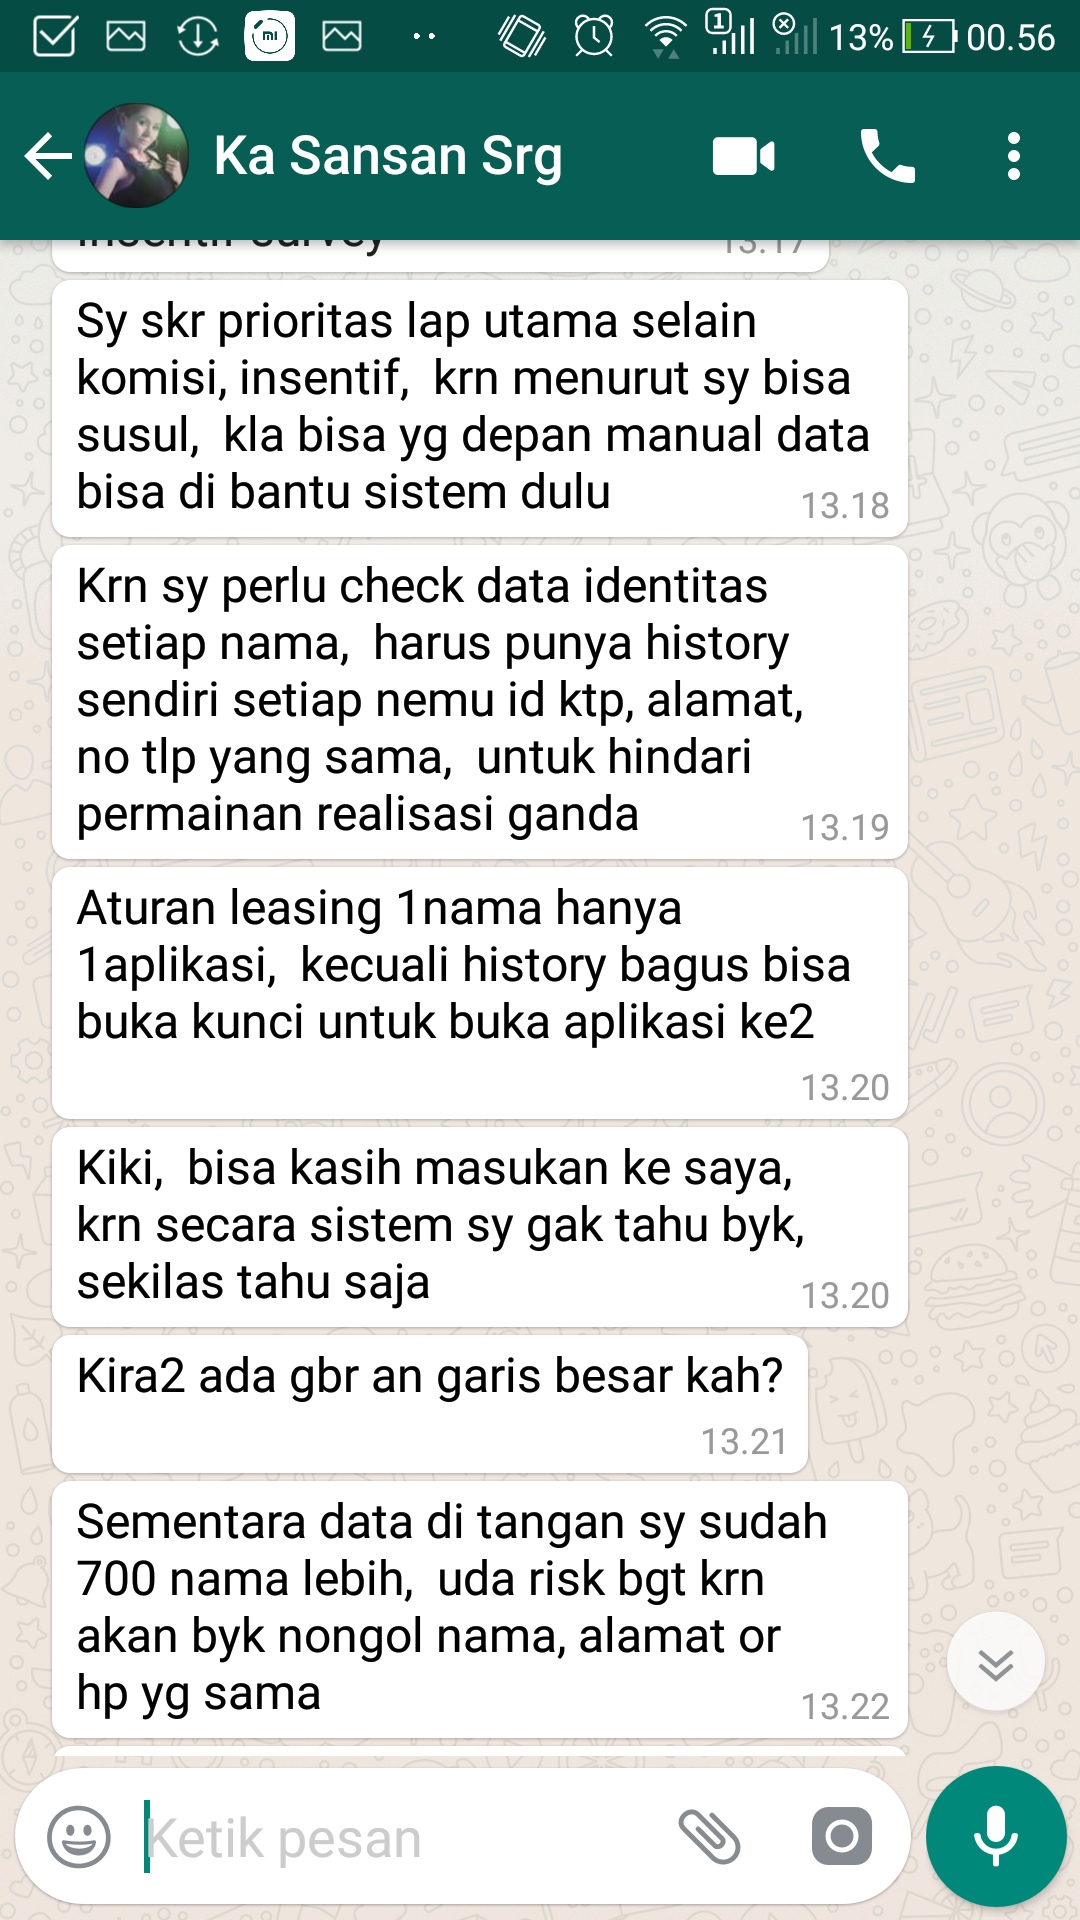 1
13%
00.56
mi
Ka Sansan Srg
insentif survey
13.17
Sy skr prioritas lap utama selain
komisi, insentif, krn menurut sy bisa
susul, kla bisa yg depan manual data
bisa di bantu sistem dulu
13.18
Krn sy perlu check data identitas
setiap nama, harus punya history
sendiri setiap nemu id ktp, alamat,
no tlp yang sama, untuk hindari
permainan realisasi ganda
13.19
Aturan leasing 1nama hanya
1aplikasi, kecuali history bagus bisa
buka kunci untuk buka aplikasi ke2
13.20
Kiki, bisa kasih masukan ke saya,
krn secara sistem sy gak tahu byk,
sekilas tahu saja
13.20
Kira2 ada gbr an garis besar kah?
13.21
Sementara data di tangan sy sudah
700 nama lebih, uda risk bgt krn
akan byk nongol nama, alamat or
hp yg sama
13.22
Ketik pesan